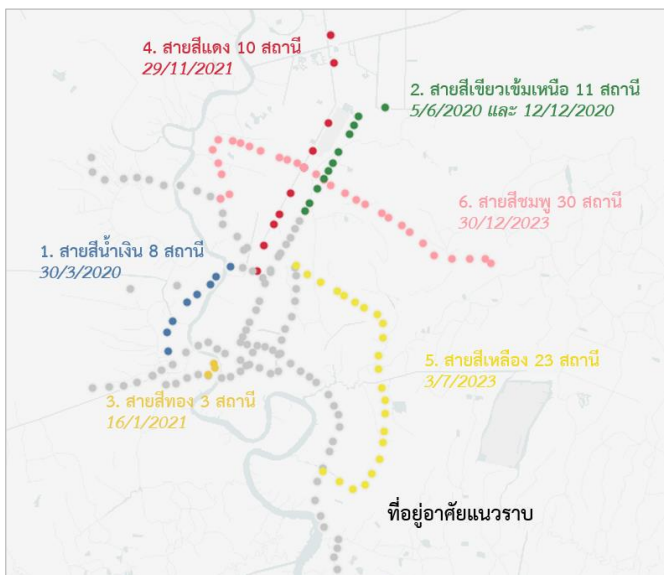 4. สายสีแดง 10 สถานี
29/11/2021
2. สายสีเขียวเข้มเหนือ 11 สถานี
5/6/2020 และ 12/12/2020
6. สายสีชมพู 30 สถานี
30/12/2023
1. สายสีน้ำเงิน 8 สถานี
30/3/2020
5. สายสีเหลือง 23 สถานี
3/7/2023
3. สายสีทอง 3 สถานี
16/1/2021
ที่อยู่อาศัยแนวราบ